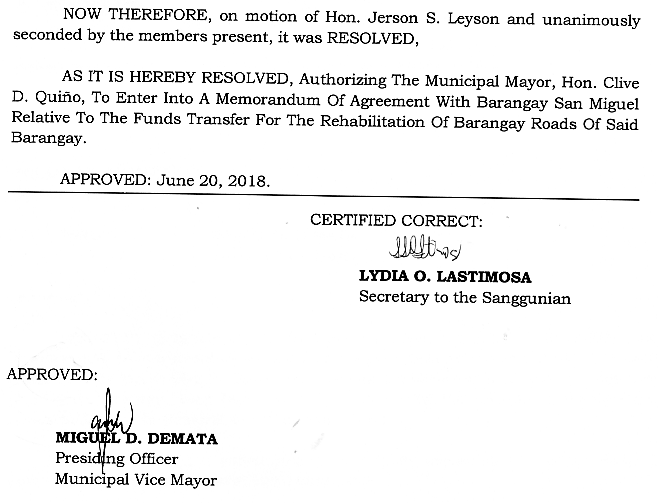 NOW THEREFORE, on motion of Hon. Jerson S. Leyson and unanimously
seconded by the members present, it was RESOLVED,
AS IT IS HEREBY RESOLVED, Authorizing The Municipal Mayor, Hon. Clive
D. Quiño, To Enter Into A Memorandum Of Agreement With Barangay San Miguel
Relative To The Funds Transfer For The Rehabilitation Of Barangay Roads Of Said
Barangay.
APPROVED: June 20, 2018.
CERTIFIED CORRECT:
LYDIA O. LASTIMOSA
Secretary to the Sanggunian
APPROVED:
MIGUEL D. DEMATA
Presiding Officer
Municipal Vice Mayor